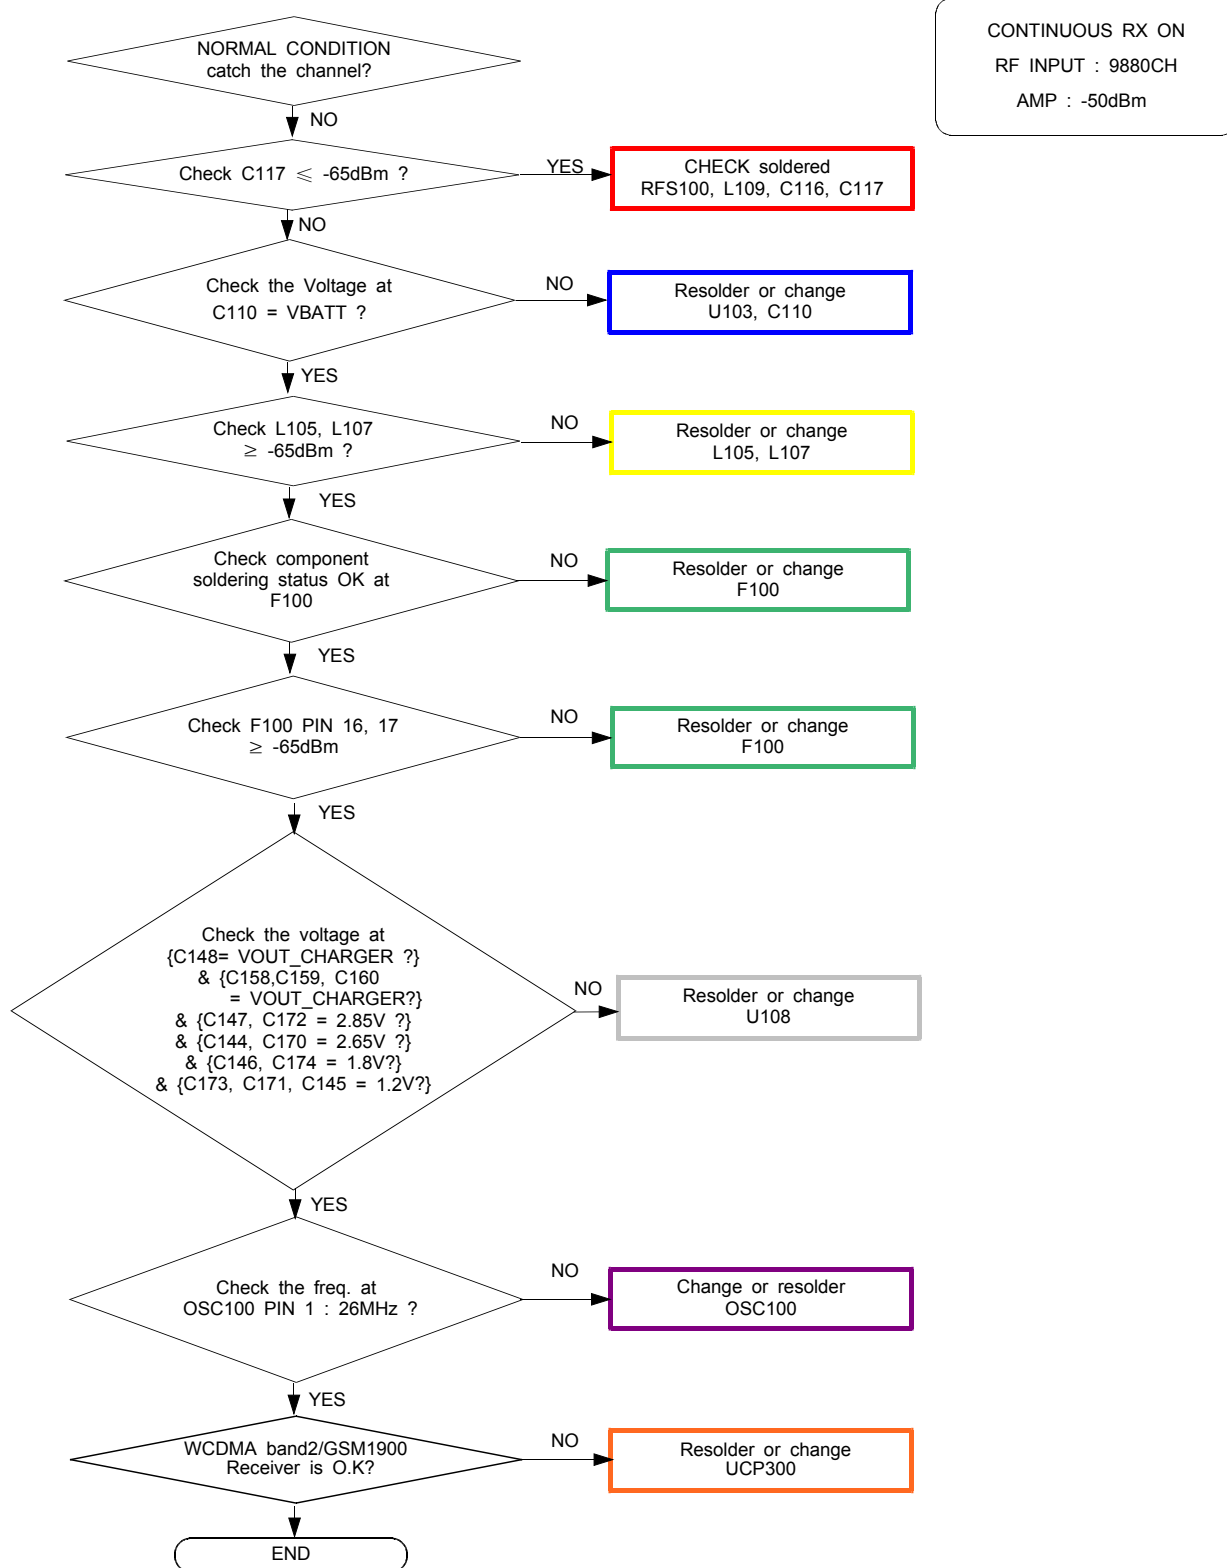 CONTINUOUS RX ON
RF INPUT : 9880CH
AMP : -50dBm
NORMAL CONDITION
catch the channel?
NO
Check C117 ≤ -65dBm ?
YES
CHECK soldered
RFS100, L109, C116, C117
NO
Check the Voltage at
C110 = VBATT ?
NO
Resolder or change
U103, C110
YES
Check L105, L107
≥ -65dBm ?
NO
Resolder or change
L105, L107
YES
Check component
soldering status OK at
F100
NO
Resolder or change
F100
YES
Check F100 PIN 16, 17
≥ -65dBm
NO
Resolder or change
F100
YES
Check the voltage at
{C148= VOUT_CHARGER ?}
& {C158,C159, C160
= VOUT_CHARGER?}
& {C147, C172 = 2.85V ?}
& {C144, C170 = 2.65V ?}
& {C146, C174 = 1.8V?}
& {C173, C171, C145 = 1.2V?}
NO
Resolder or change
U108
YES
Check the freq. at
OSC100 PIN 1 : 26MHz ?
NO
Change or resolder
OSC100
YES
WCDMA band2/GSM1900
Receiver is O.K?
NO
Resolder or change
UCP300
END